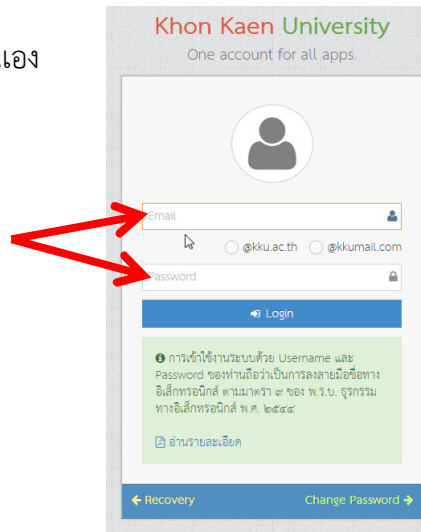 Khon Kaen University
One account for all apps.
เอง
Email
@kku.ac.th @kkumail.com
Password
Login
การเข้าใช้งานระบบด้วย Username และ
Password ของท่านถือว่าเป็นการลงลายมือชื่อทาง
อิเล็กทรอนิกส์ ตามมาตรา ๙ ของ พ.ร.บ. ธุรกรรม
ทางอิเล็กทรอนิกส์ พ.ศ. ๒๕๔๔
อ่านรายละเอียด
Recovery Change Password